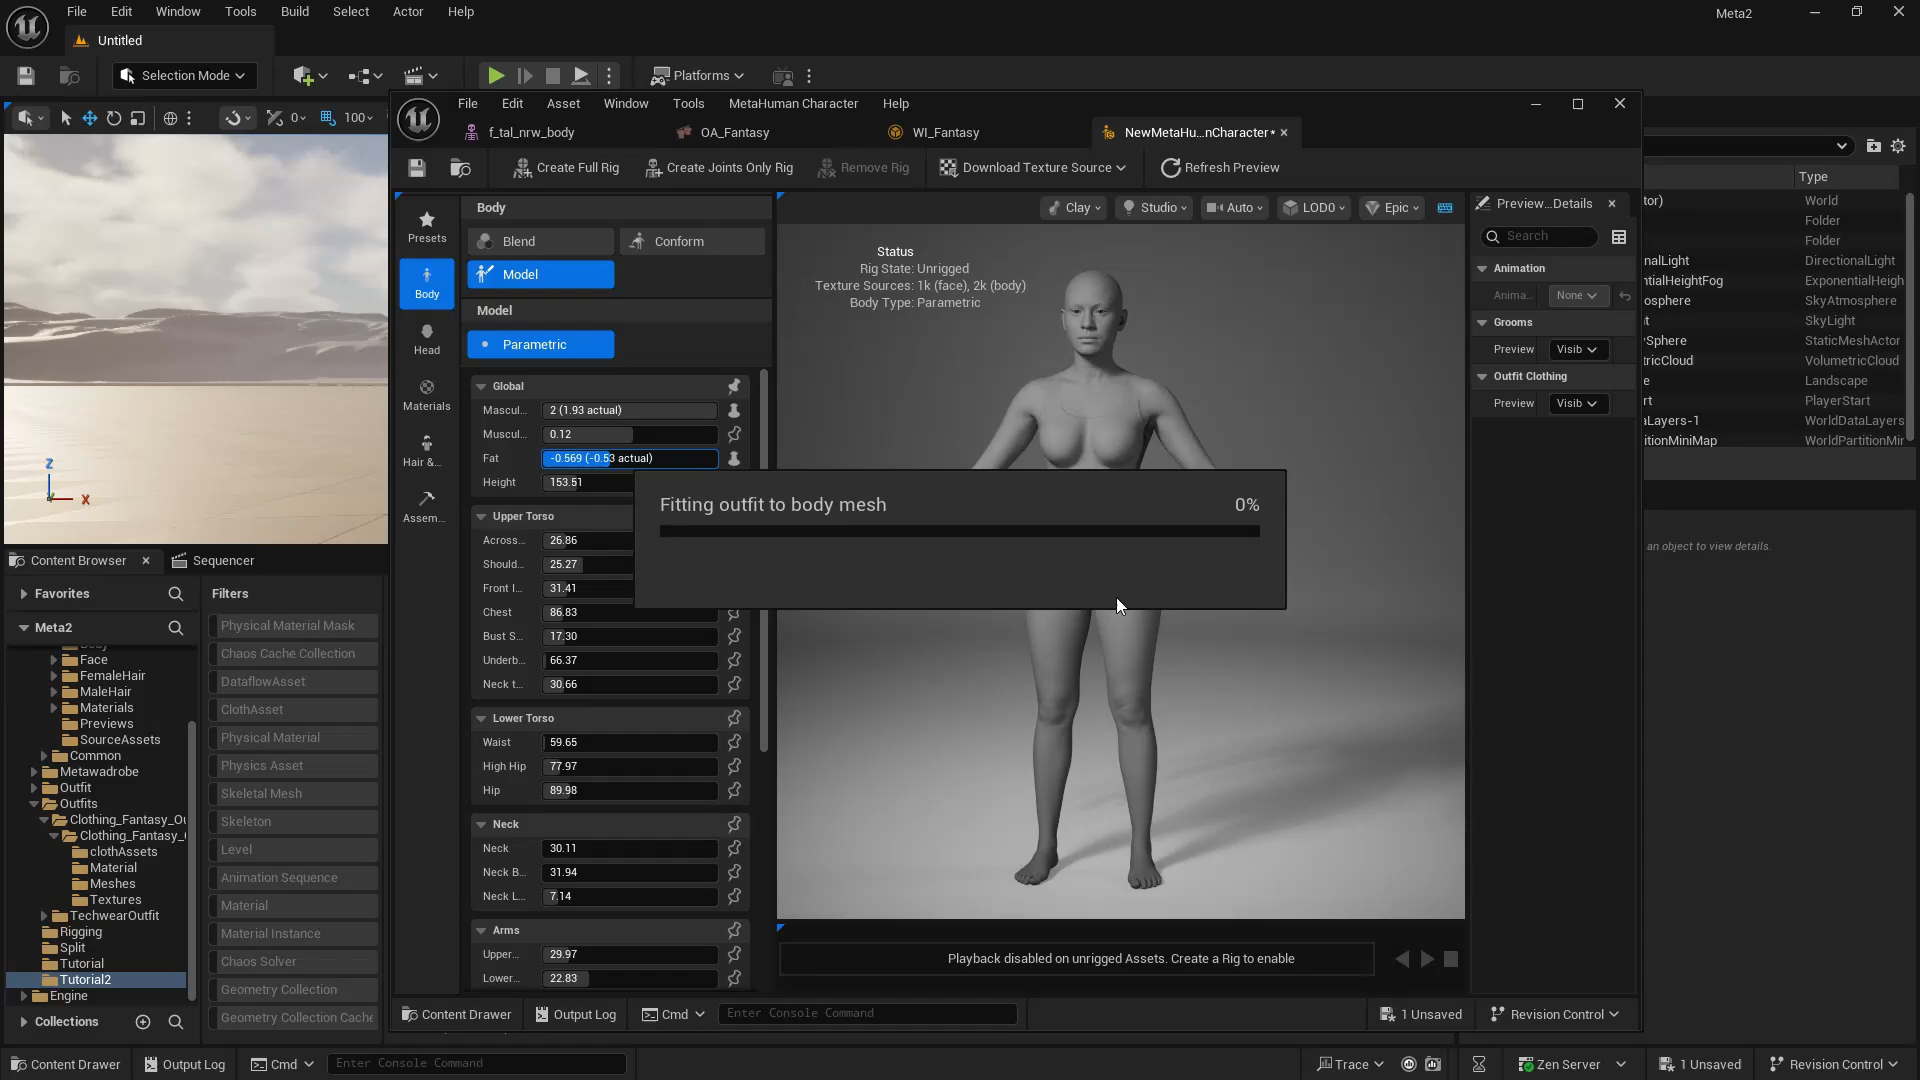 File Edit Window Tools Build Select Actor Help
Meta2
Untitled
Selection Mode
Platforms
0
100
File Edit Asset Window Tools MetaHuman Character Help
f_tal_nrw_body
OA_Fantasy
WI_Fantasy
NewMetaHu...nCharacter*
Create Full Rig
Create Joints Only Rig
Remove Rig
Download Texture Source
Refresh Preview
Presets
Body
Head
Materials
Hair &...
Assem...
Body
Blend
Conform
Model
Model
Parametric
Global
Mascul... 2 (1.93 actual)
Muscul... 0.12
Fat -0.569 (-0.53 actual)
Height 153.51
Upper Torso
Across... 26.86
Should... 25.27
Front I... 31.41
Chest 86.83
Bust S... 17.30
Underb... 66.37
Neck t... 30.66
Lower Torso
Waist 59.65
High Hip 77.97
Hip 89.98
Neck
Neck 30.11
Neck B... 31.94
Neck L... 7.14
Arms
Upper... 29.97
Lower... 22.83
Clay
Studio
Auto
LOD0
Epic
Status
Rig State: Unrigged
Texture Sources: 1k (face), 2k (body)
Body Type: Parametric
Fitting outfit to body mesh 0%
Playback disabled on unrigged Assets. Create a Rig to enable
Preview...Details
Search
Animation
Anima... None
Grooms
Preview Visib
Outfit Clothing
Preview Visib
Type
tor) World
Folder
Folder
nalLight DirectionalLight
ntialHeightFog ExponentialHeigh
osphere SkyAtmosphere
t SkyLight
Sphere StaticMeshActor
ricCloud VolumetricCloud
e Landscape
rt PlayerStart
aLayers-1 WorldDataLayers
itionMiniMap WorldPartitionMir
an object to view details.
Z
X
Content Browser
Sequencer
Favorites
Meta2
Face
FemaleHair
MaleHair
Materials
Previews
SourceAssets
Common
Metawadrobe
Outfit
Outfits
Clothing_Fantasy_Ou
Clothing_Fantasy_
clothAssets
Material
Meshes
Textures
TechwearOutfit
Rigging
Split
Tutorial
Tutorial2
Engine
Collections
Filters
Physical Material Mask
Chaos Cache Collection
DataflowAsset
ClothAsset
Physical Material
Physics Asset
Skeletal Mesh
Skeleton
Level
Animation Sequence
Material
Material Instance
Chaos Solver
Geometry Collection
Geometry Collection Cache
Content Drawer
Output Log
Cmd
Enter Console Command
1 Unsaved
Revision Control
Content Drawer
Output Log
Cmd
Enter Console Command
Trace
Zen Server
1 Unsaved
Revision Control